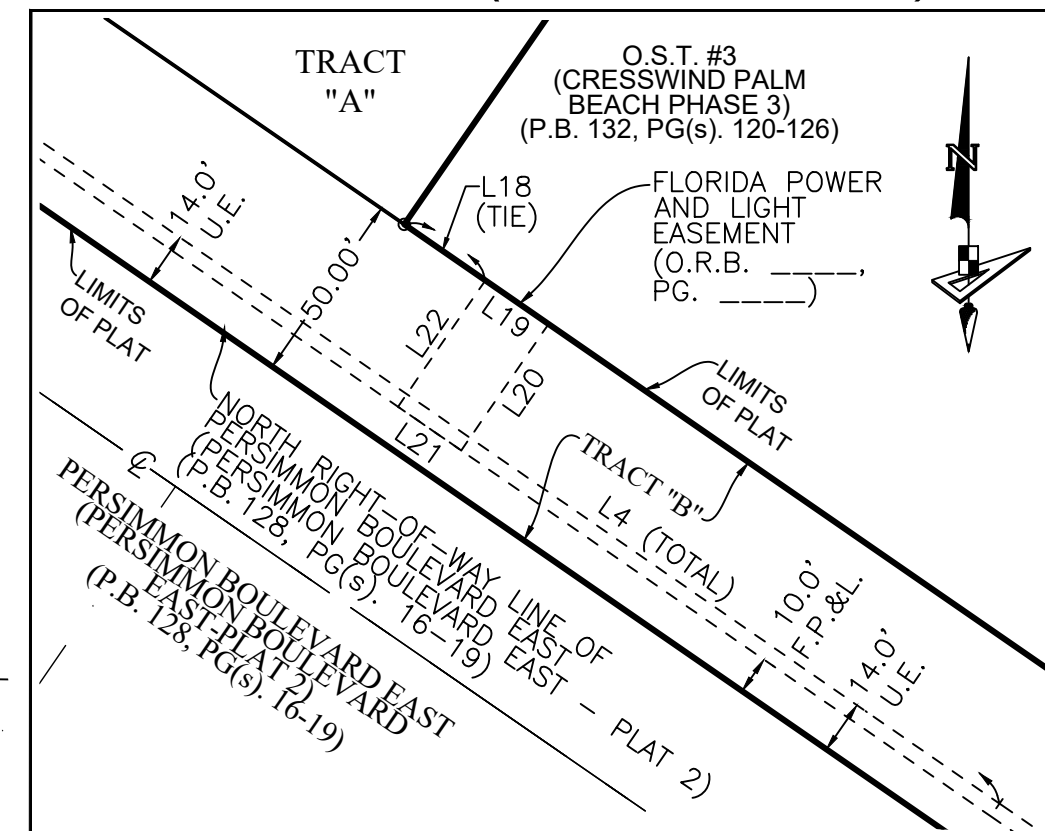 TRACT
"A"
O.S.T. #3
(CRESSWIND PALM
BEACH PHASE 3)
(P.B. 132, PG(s). 120-126)
N
L18
(TIE)
FLORIDA POWER
AND LIGHT
EASEMENT
(O.R.B. ____,
PG. ____)
14.0'
U.E.
50.00'
LIMITS
OF PLAT
L22
L19
L20
L21
LIMITS
OF PLAT
TRACT "B"
L4 (TOTAL)
10.0'
F.P.&L.
14.0'
U.E.
NORTH RIGHT-OF-WAY LINE OF
PERSIMMON BOULEVARD EAST
(PERSIMMON BOULEVARD EAST - PLAT 2)
(P.B. 128, PG(s). 16-19)
℄
PERSIMMON BOULEVARD EAST
(PERSIMMON BOULEVARD
EAST-PLAT 2)
(P.B. 128, PG(s). 16-19)